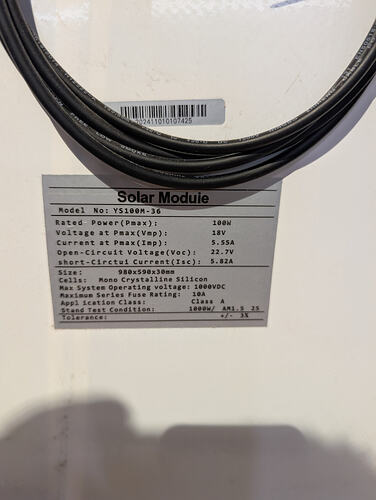 202411010107425
Solar Module
Model No: YS100M-36
Rated Power(Pmax): 100W
Voltage at Pmax(Vmp): 18V
Current at Pmax(Imp): 5.55A
Open-Circuit Voltage(Voc): 22.7V
short-Circtui Current(Isc): 5.82A
Size: 980x590x30mm
Cells: Mono Crystalline Silicon
Max System Operating voltage: 1000VDC
Maximum Series Fuse Rating: 10A
Application Class: Class A
Stand Test Condition: 1000W/ AM1.5 25
Tolerance: +/- 3%